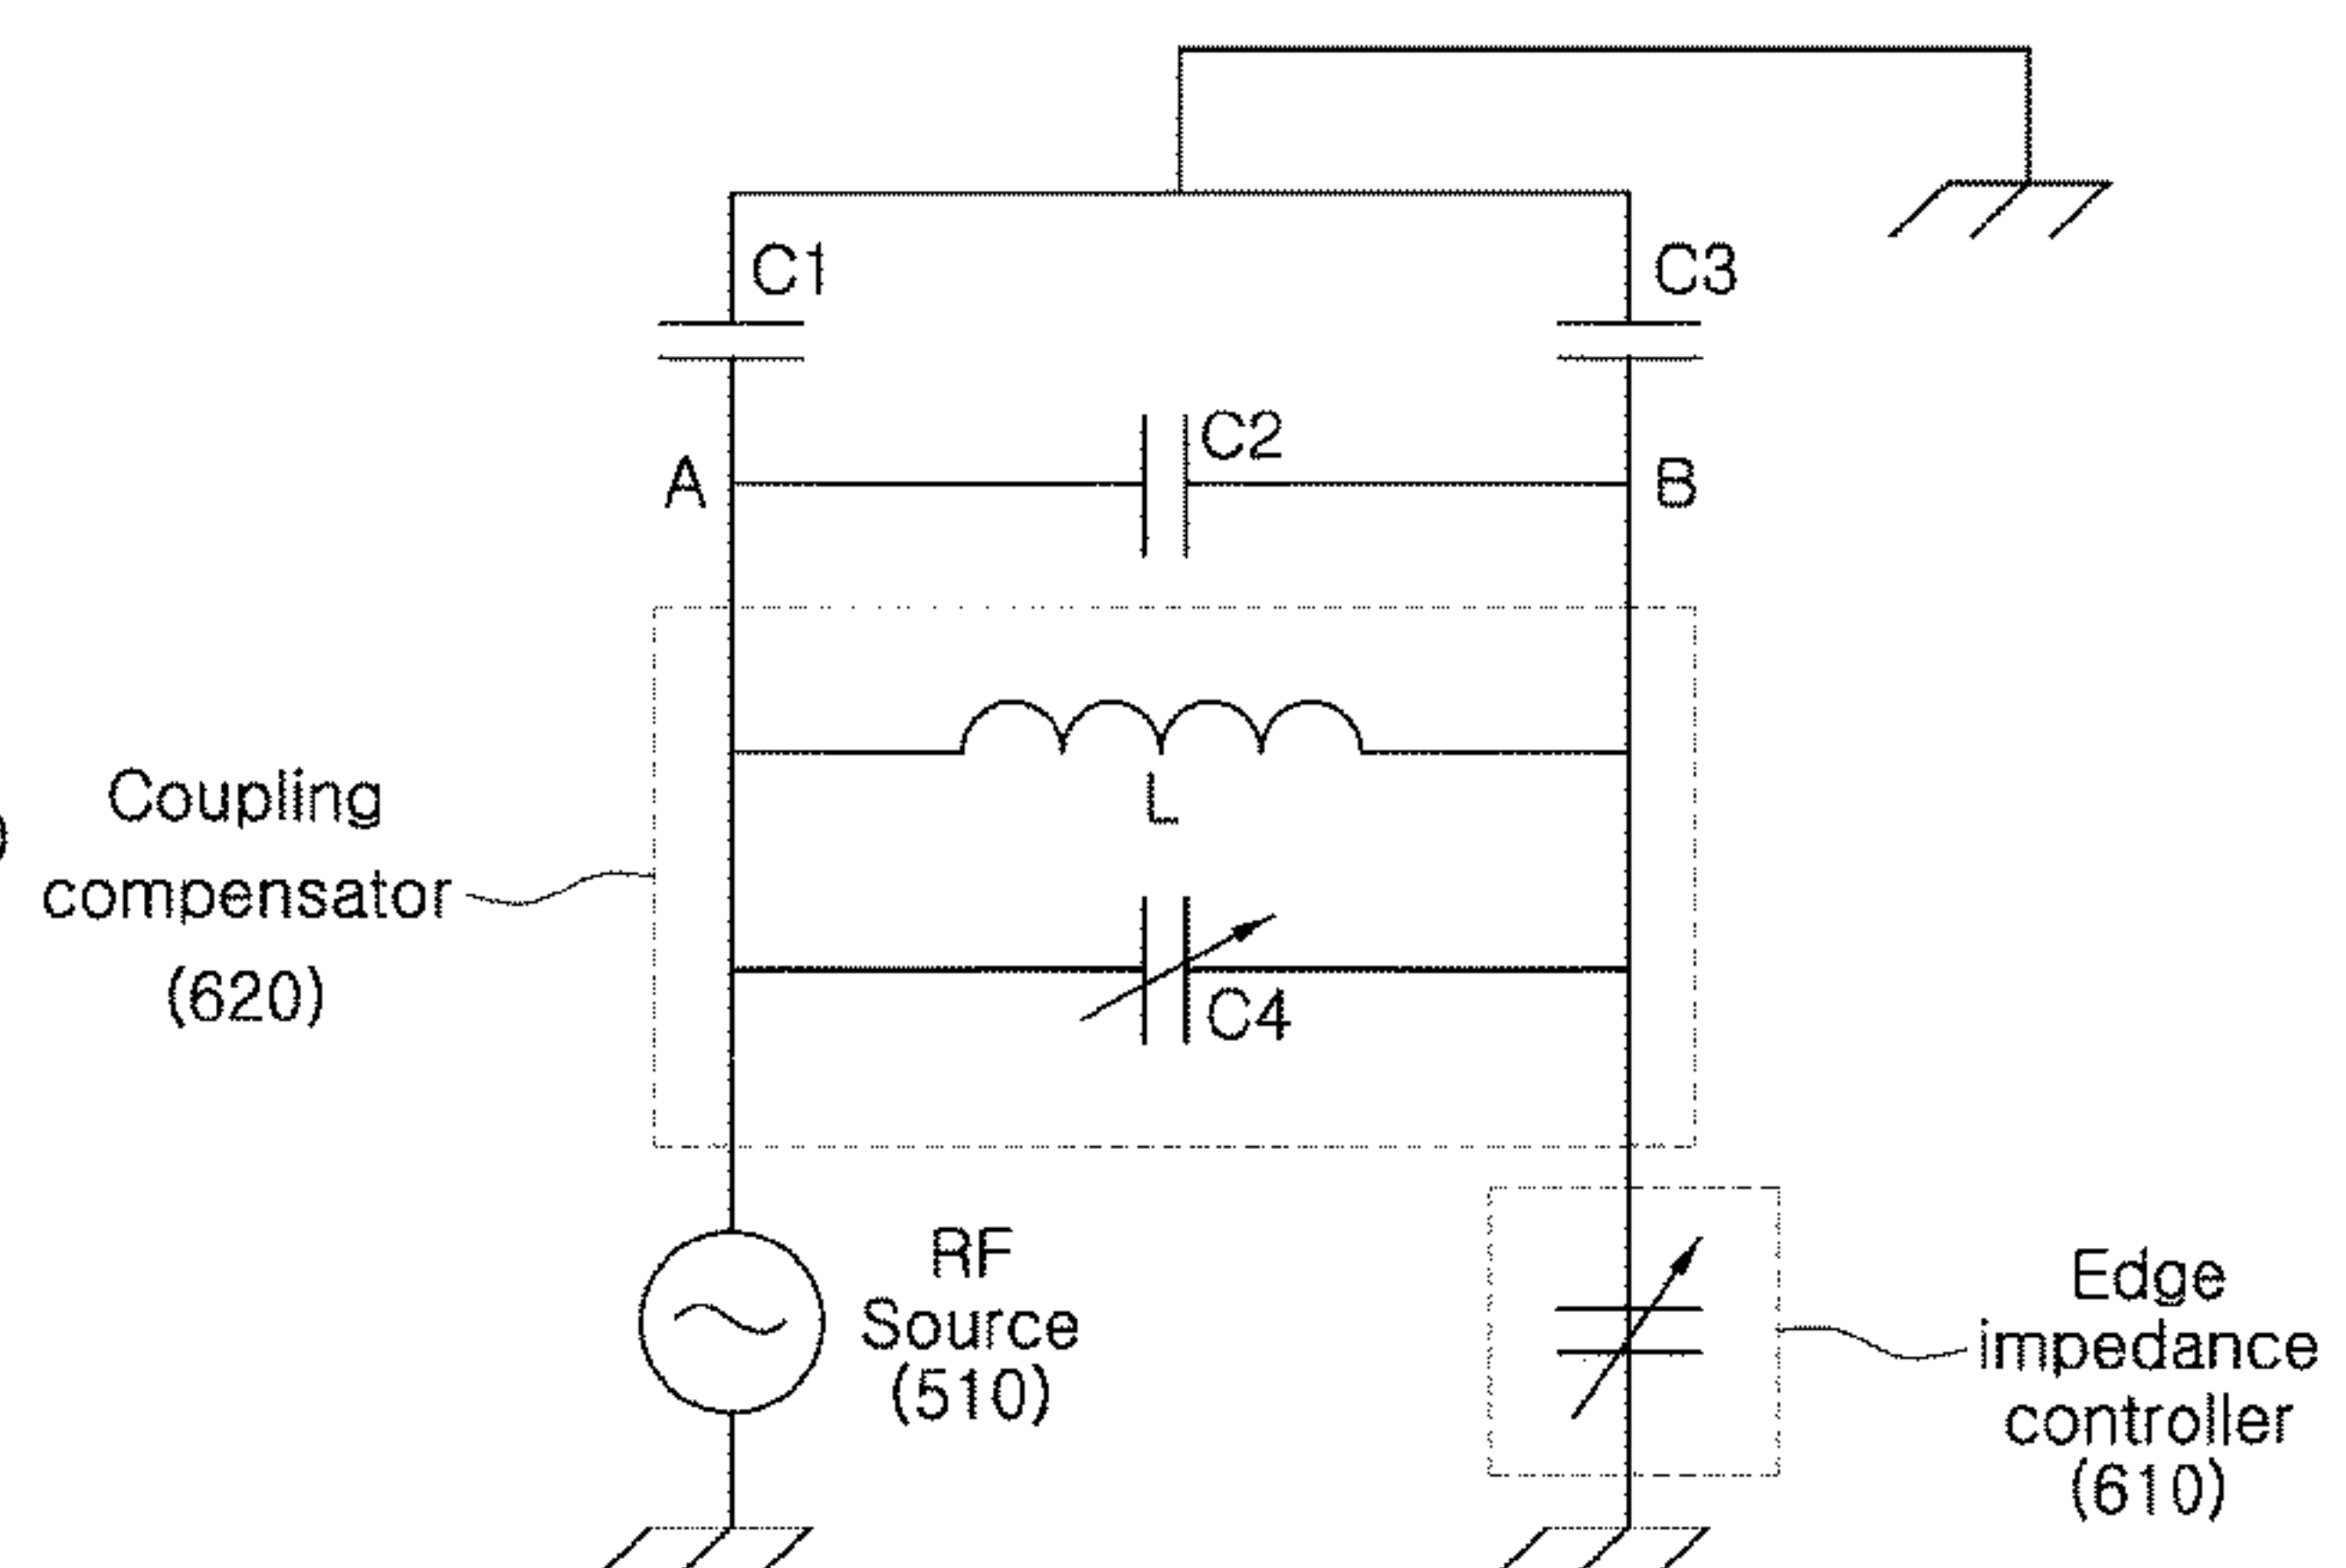 C1
C3
C2
A
B
L
Coupling
compensator
(620)
C4
RF
Source
(510)
Edge
impedance
controller
(610)